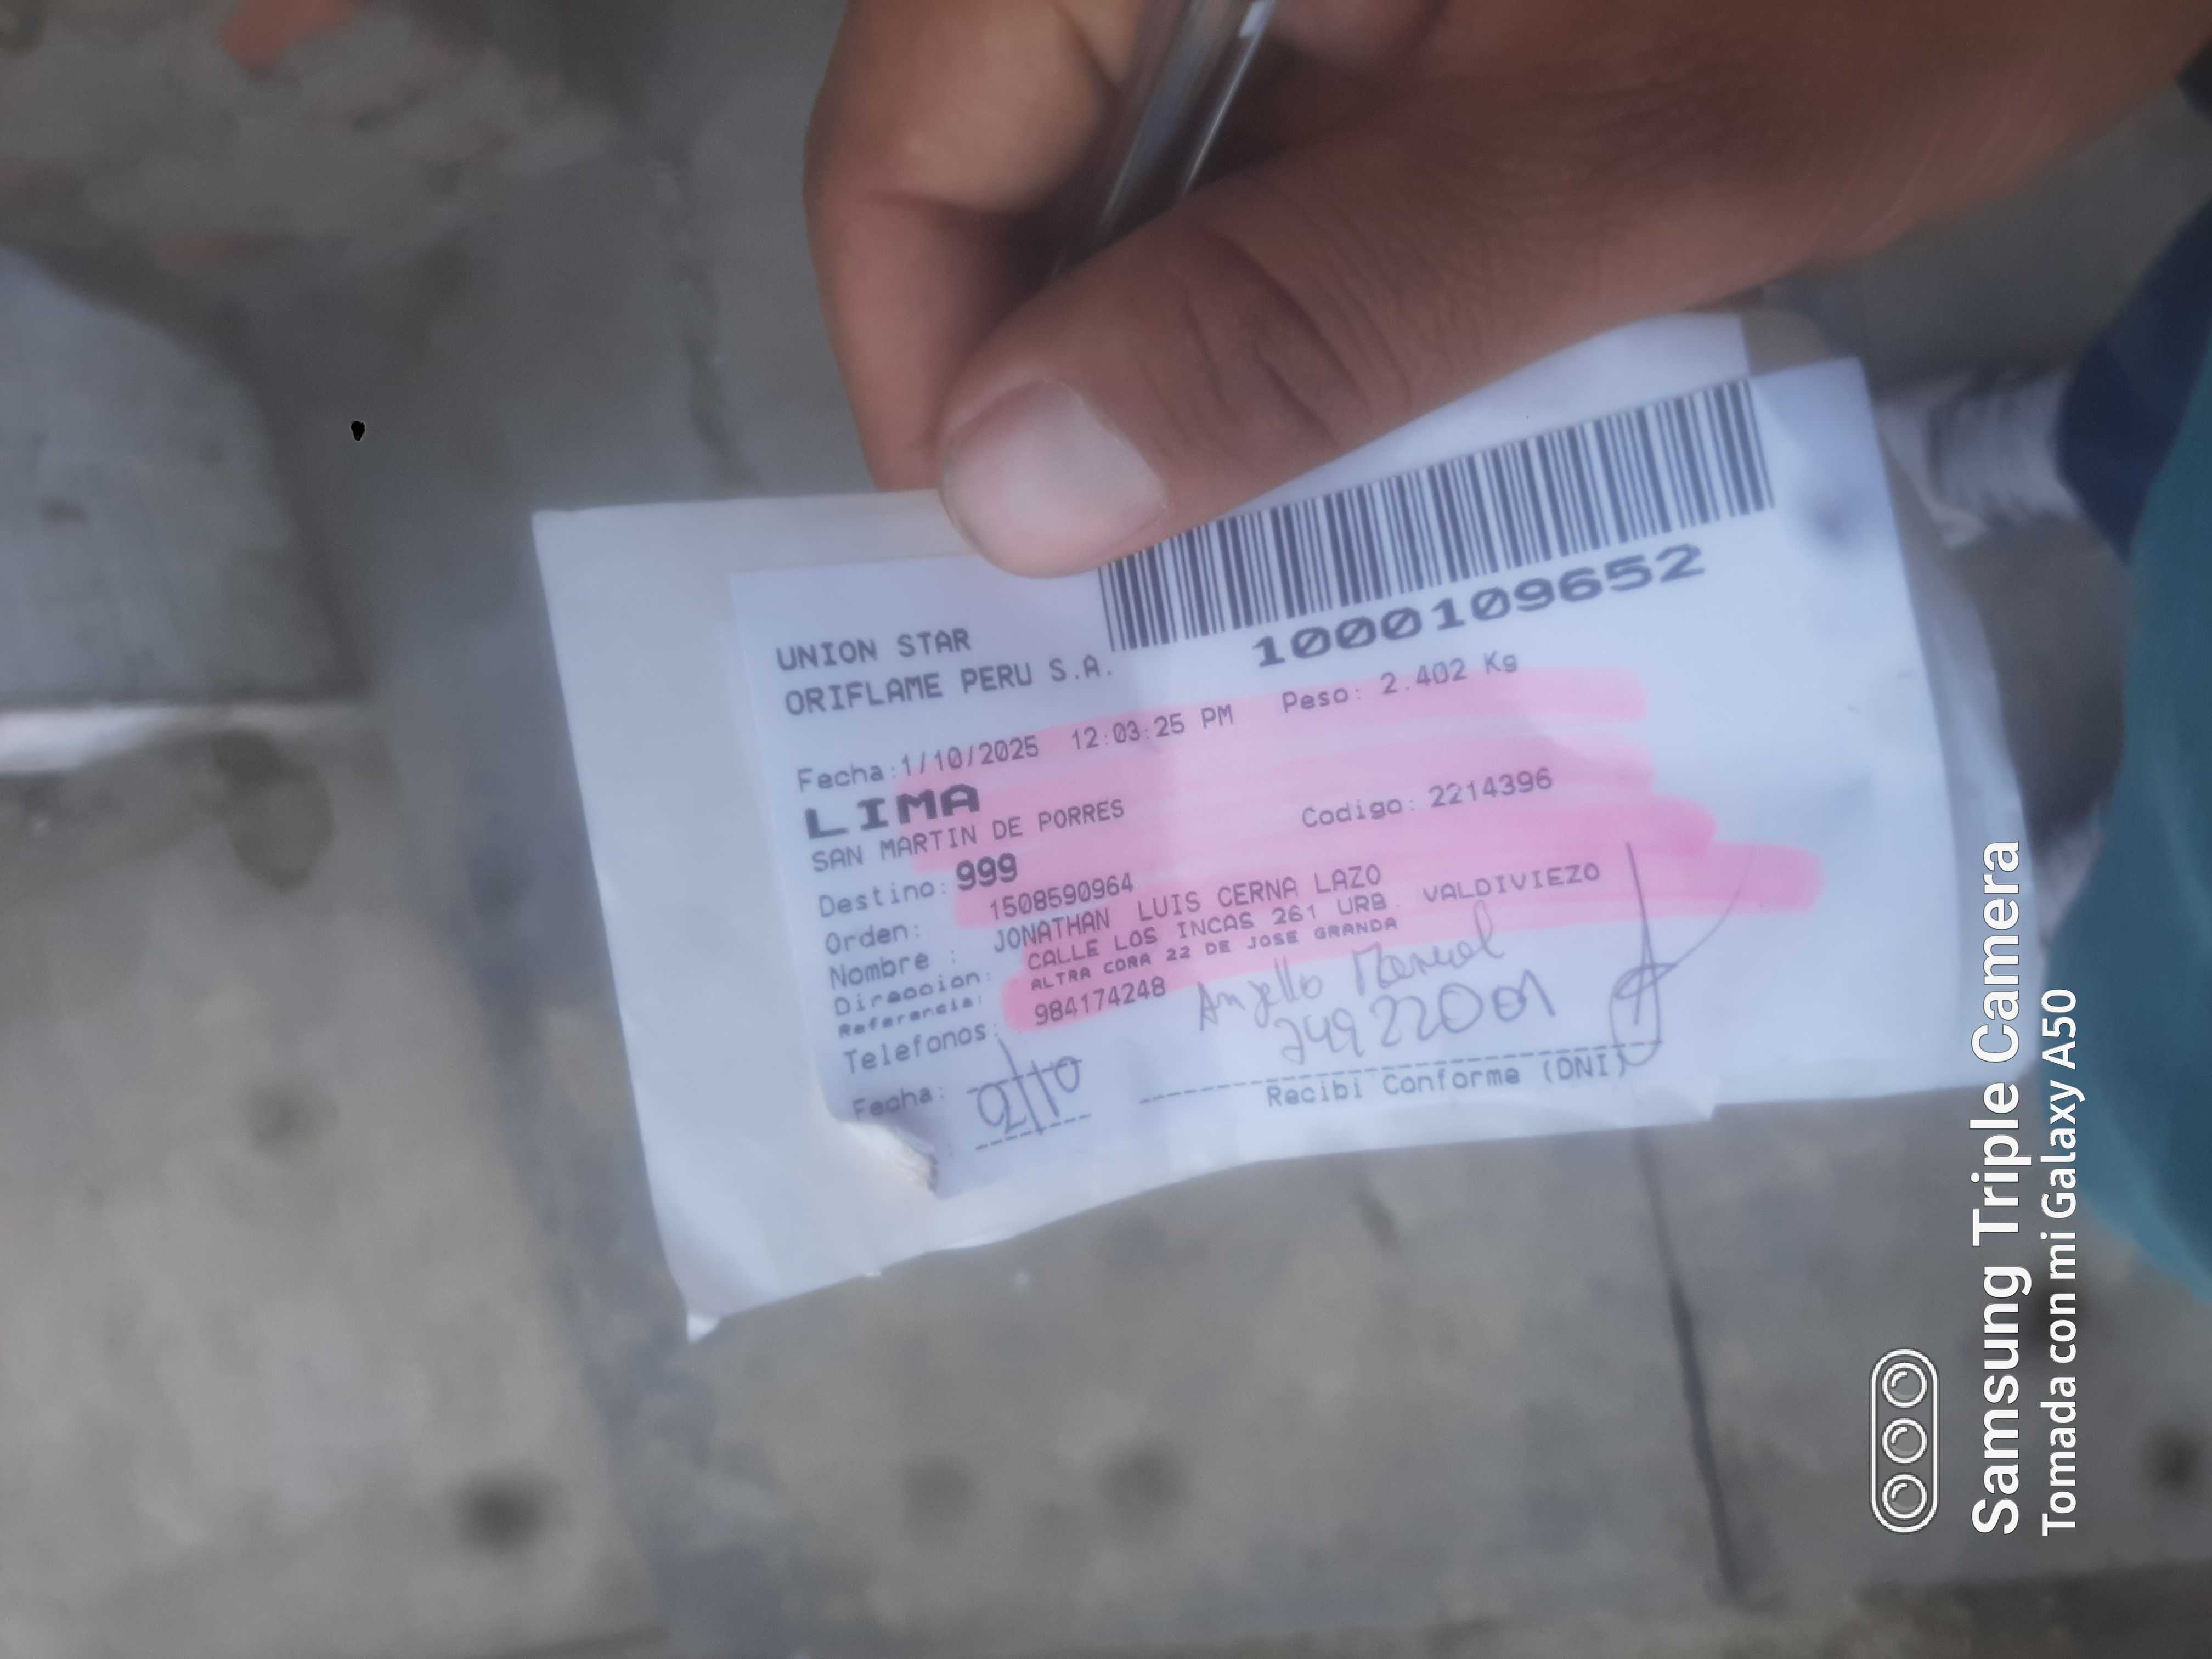 1000109652
UNION STAR
ORIFLAME PERU S.A.
Fecha:1/10/2025 12:03:25 PM Peso: 2.402 Kg
LIMA
SAN MARTIN DE PORRES Codigo: 2214396
Destino: 999
Orden: 1508590964
Nombre : JONATHAN LUIS CERNA LAZO
Direccion: CALLE LOS INCAS 261 URB. VALDIVIEZO
Referencia: ALTRA CDRA 22 DE JOSE GRANDA
Telefonos: 984174248
Anjello
74922001
Fecha: 02/10
Recibi Conforme (DNI)
Samsung Triple Camera
Tomada con mi Galaxy A50